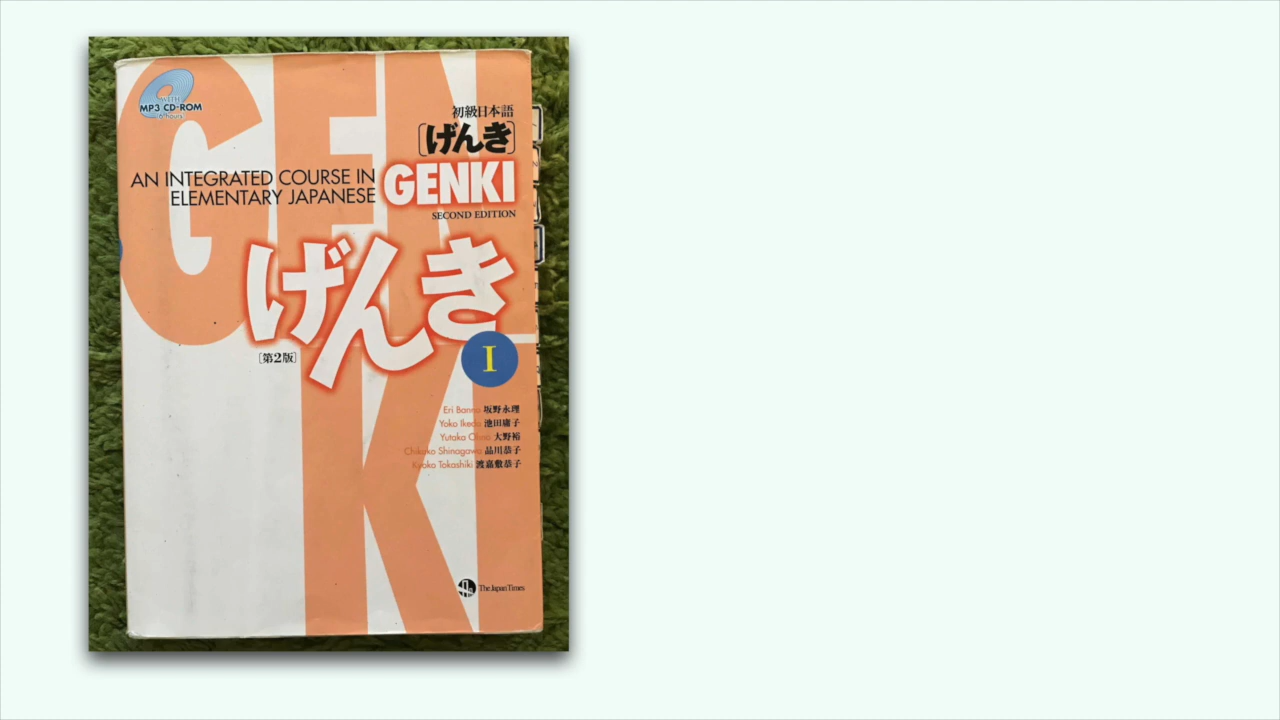 WITH
MP3 CD-ROM
16 hours
初級日本語
[げんき]
AN INTEGRATED COURSE IN
ELEMENTARY JAPANESE
GENKI
SECOND EDITION
GENKI
げんき
I
[第2版]
Eri Banno 坂野永理
Yoko Ikeda 池田庸子
Yutaka Ohno 大野裕
Chikako Shinagawa 品川恭子
Kyoko Tokashiki 渡嘉敷恭子
The Japan Times